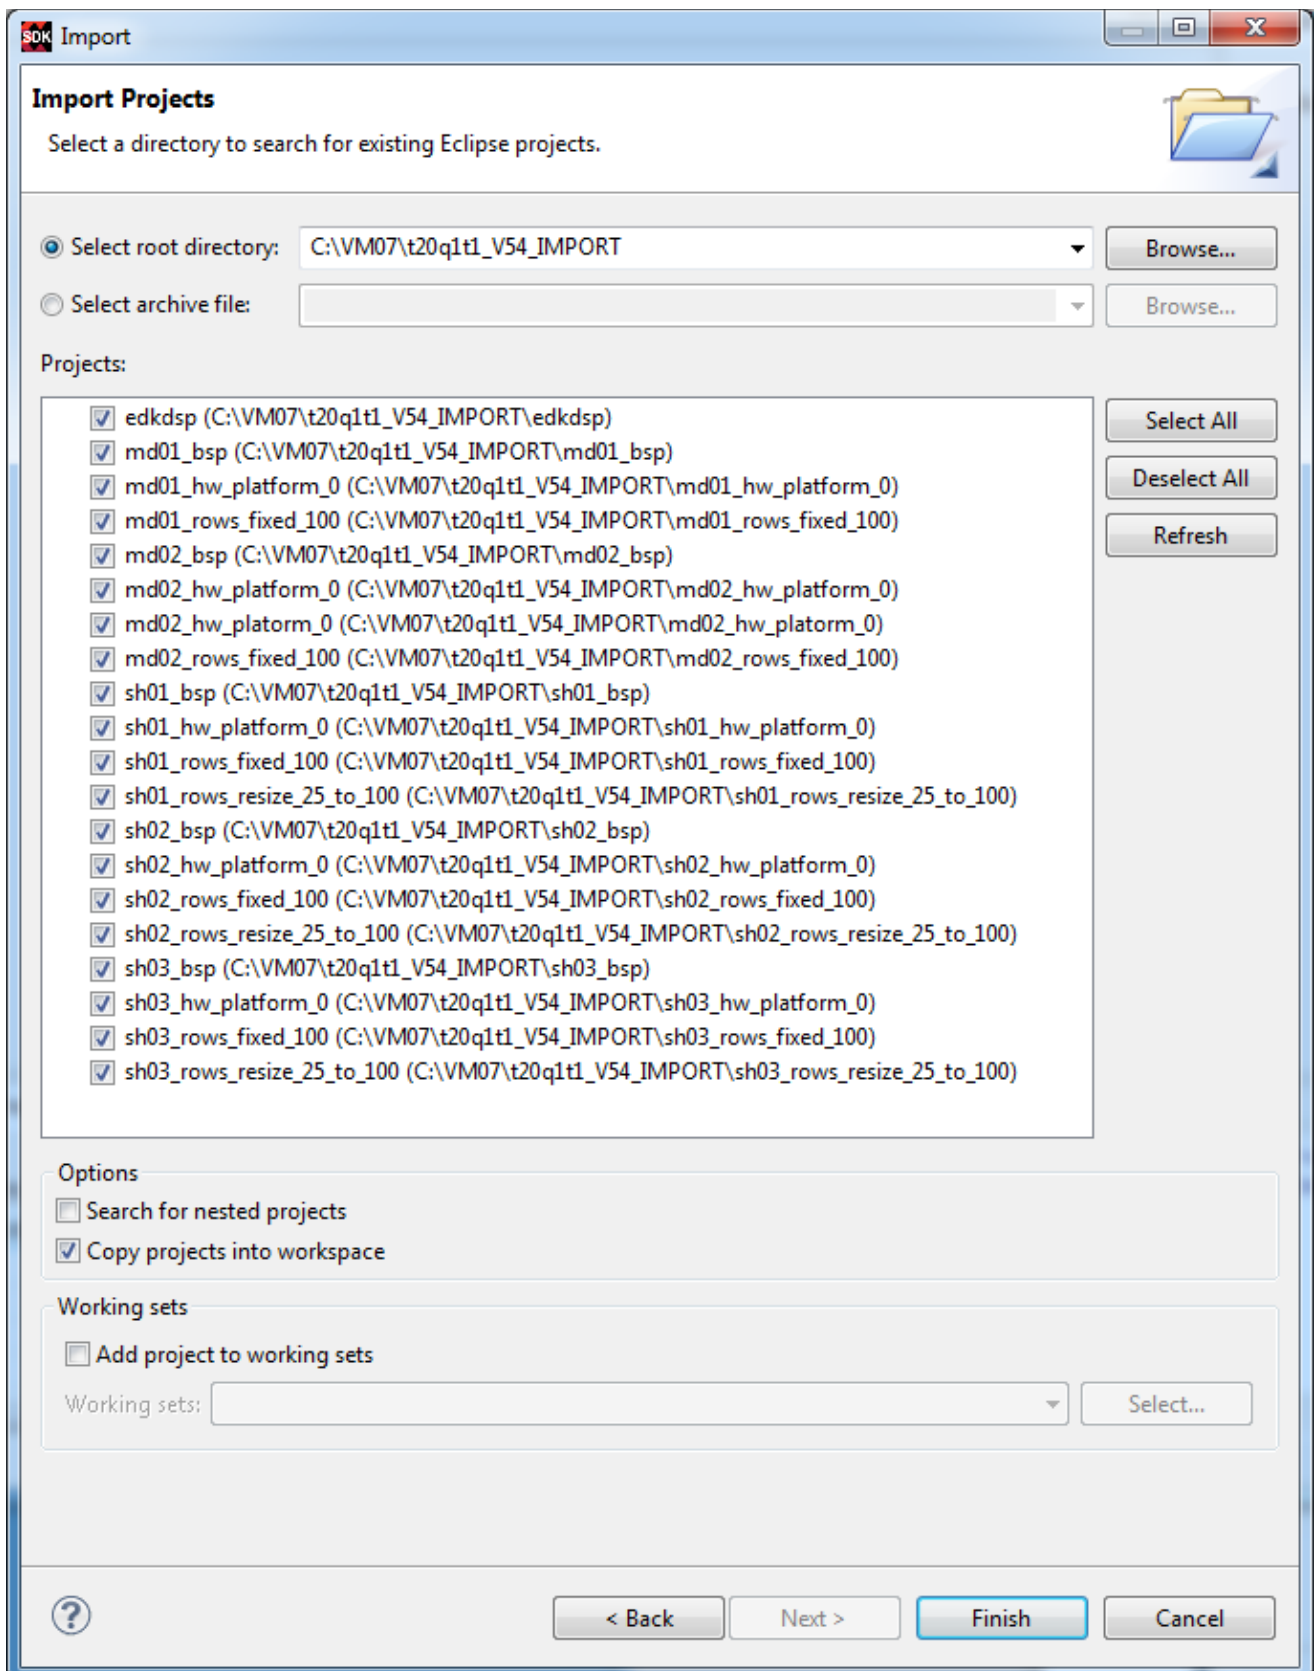 SDK Import
Import Projects
Select a directory to search for existing Eclipse projects.
Select root directory: C:\VM07\t20q1t1_V54_IMPORT Browse...
Select archive file: Browse...
Projects:
edkdsp (C:\VM07\t20q1t1_V54_IMPORT\edkdsp)
md01_bsp (C:\VM07\t20q1t1_V54_IMPORT\md01_bsp)
md01_hw_platform_0 (C:\VM07\t20q1t1_V54_IMPORT\md01_hw_platform_0)
md01_rows_fixed_100 (C:\VM07\t20q1t1_V54_IMPORT\md01_rows_fixed_100)
md02_bsp (C:\VM07\t20q1t1_V54_IMPORT\md02_bsp)
md02_hw_platform_0 (C:\VM07\t20q1t1_V54_IMPORT\md02_hw_platform_0)
md02_hw_platorm_0 (C:\VM07\t20q1t1_V54_IMPORT\md02_hw_platorm_0)
md02_rows_fixed_100 (C:\VM07\t20q1t1_V54_IMPORT\md02_rows_fixed_100)
sh01_bsp (C:\VM07\t20q1t1_V54_IMPORT\sh01_bsp)
sh01_hw_platform_0 (C:\VM07\t20q1t1_V54_IMPORT\sh01_hw_platform_0)
sh01_rows_fixed_100 (C:\VM07\t20q1t1_V54_IMPORT\sh01_rows_fixed_100)
sh01_rows_resize_25_to_100 (C:\VM07\t20q1t1_V54_IMPORT\sh01_rows_resize_25_to_100)
sh02_bsp (C:\VM07\t20q1t1_V54_IMPORT\sh02_bsp)
sh02_hw_platform_0 (C:\VM07\t20q1t1_V54_IMPORT\sh02_hw_platform_0)
sh02_rows_fixed_100 (C:\VM07\t20q1t1_V54_IMPORT\sh02_rows_fixed_100)
sh02_rows_resize_25_to_100 (C:\VM07\t20q1t1_V54_IMPORT\sh02_rows_resize_25_to_100)
sh03_bsp (C:\VM07\t20q1t1_V54_IMPORT\sh03_bsp)
sh03_hw_platform_0 (C:\VM07\t20q1t1_V54_IMPORT\sh03_hw_platform_0)
sh03_rows_fixed_100 (C:\VM07\t20q1t1_V54_IMPORT\sh03_rows_fixed_100)
sh03_rows_resize_25_to_100 (C:\VM07\t20q1t1_V54_IMPORT\sh03_rows_resize_25_to_100)
Select All
Deselect All
Refresh
Options
Search for nested projects
Copy projects into workspace
Working sets
Add project to working sets
Working sets: Select...
? < Back Next > Finish Cancel